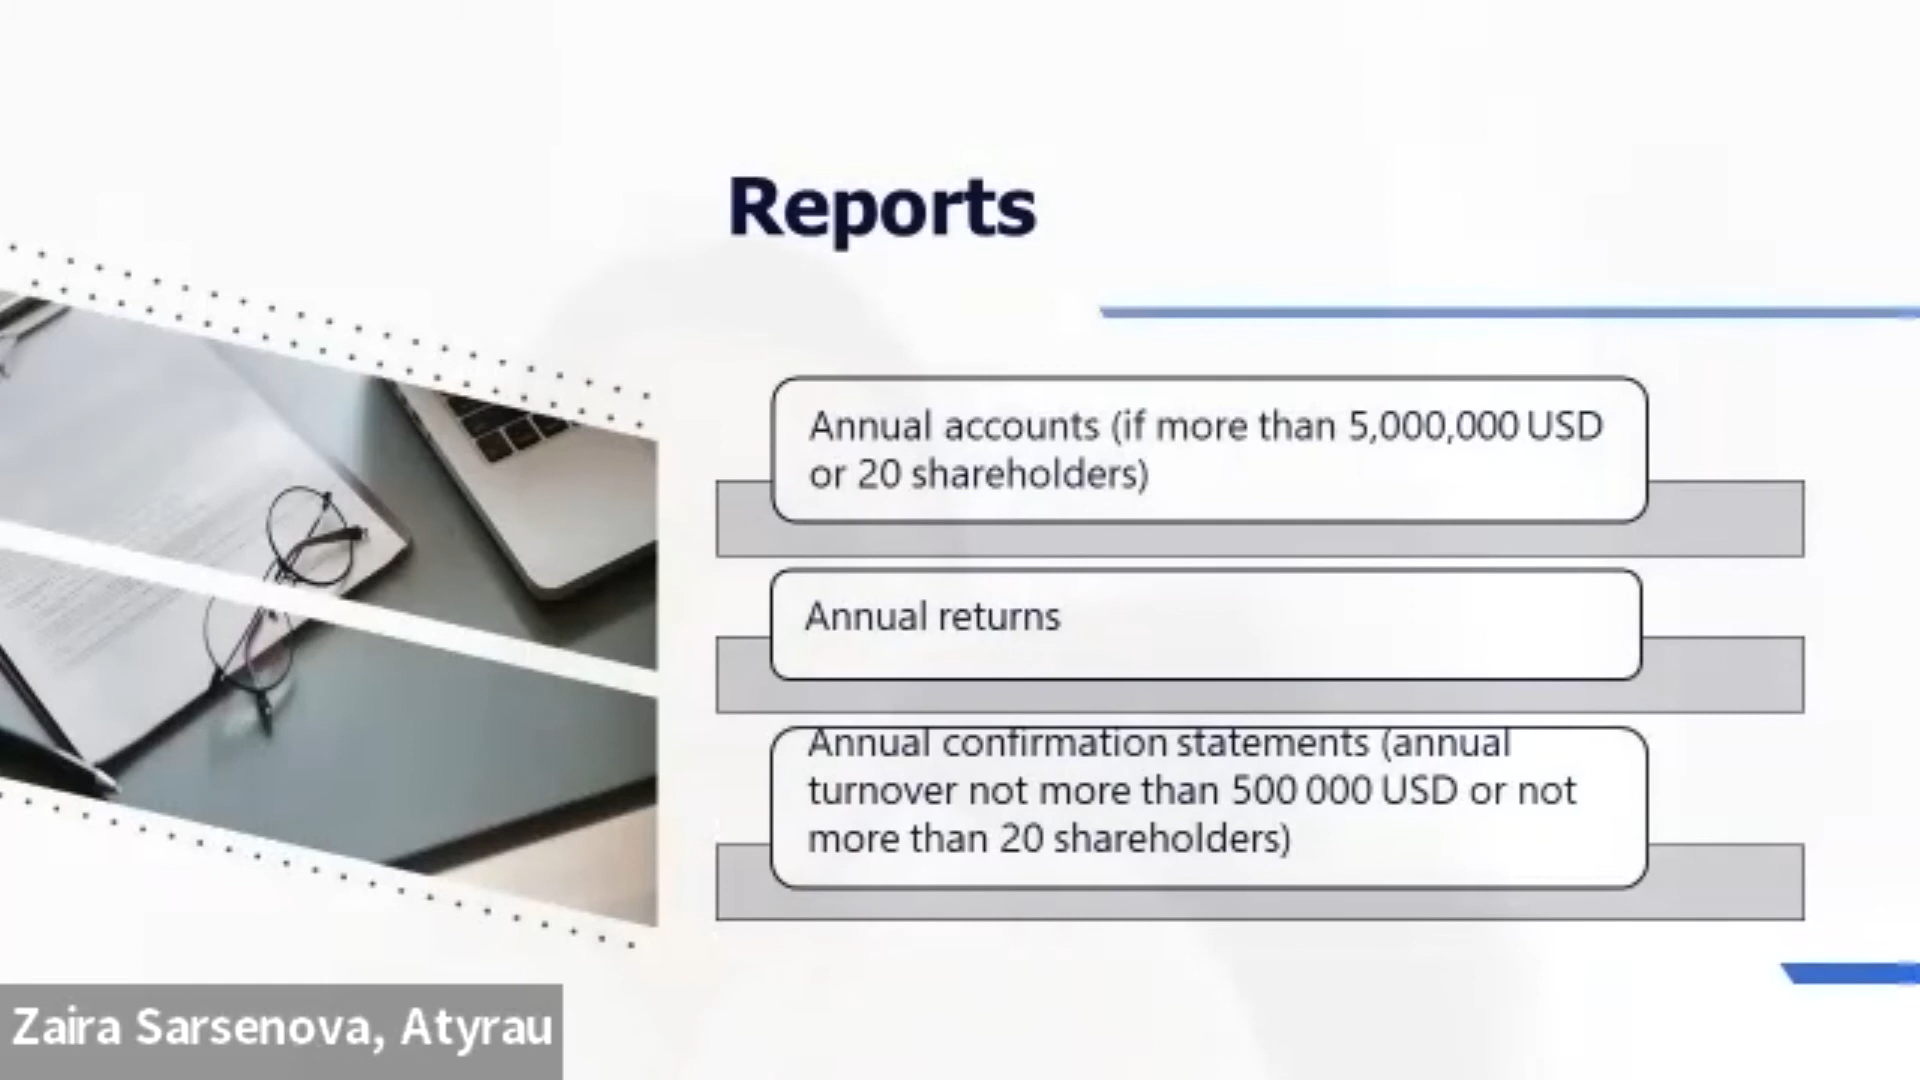 Reports
Annual accounts (if more than 5,000,000 USD
or 20 shareholders)
Annual returns
Annual confirmation statements (annual
turnover not more than 500 000 USD or not
more than 20 shareholders)
Zaira Sarsenova, Atyrau